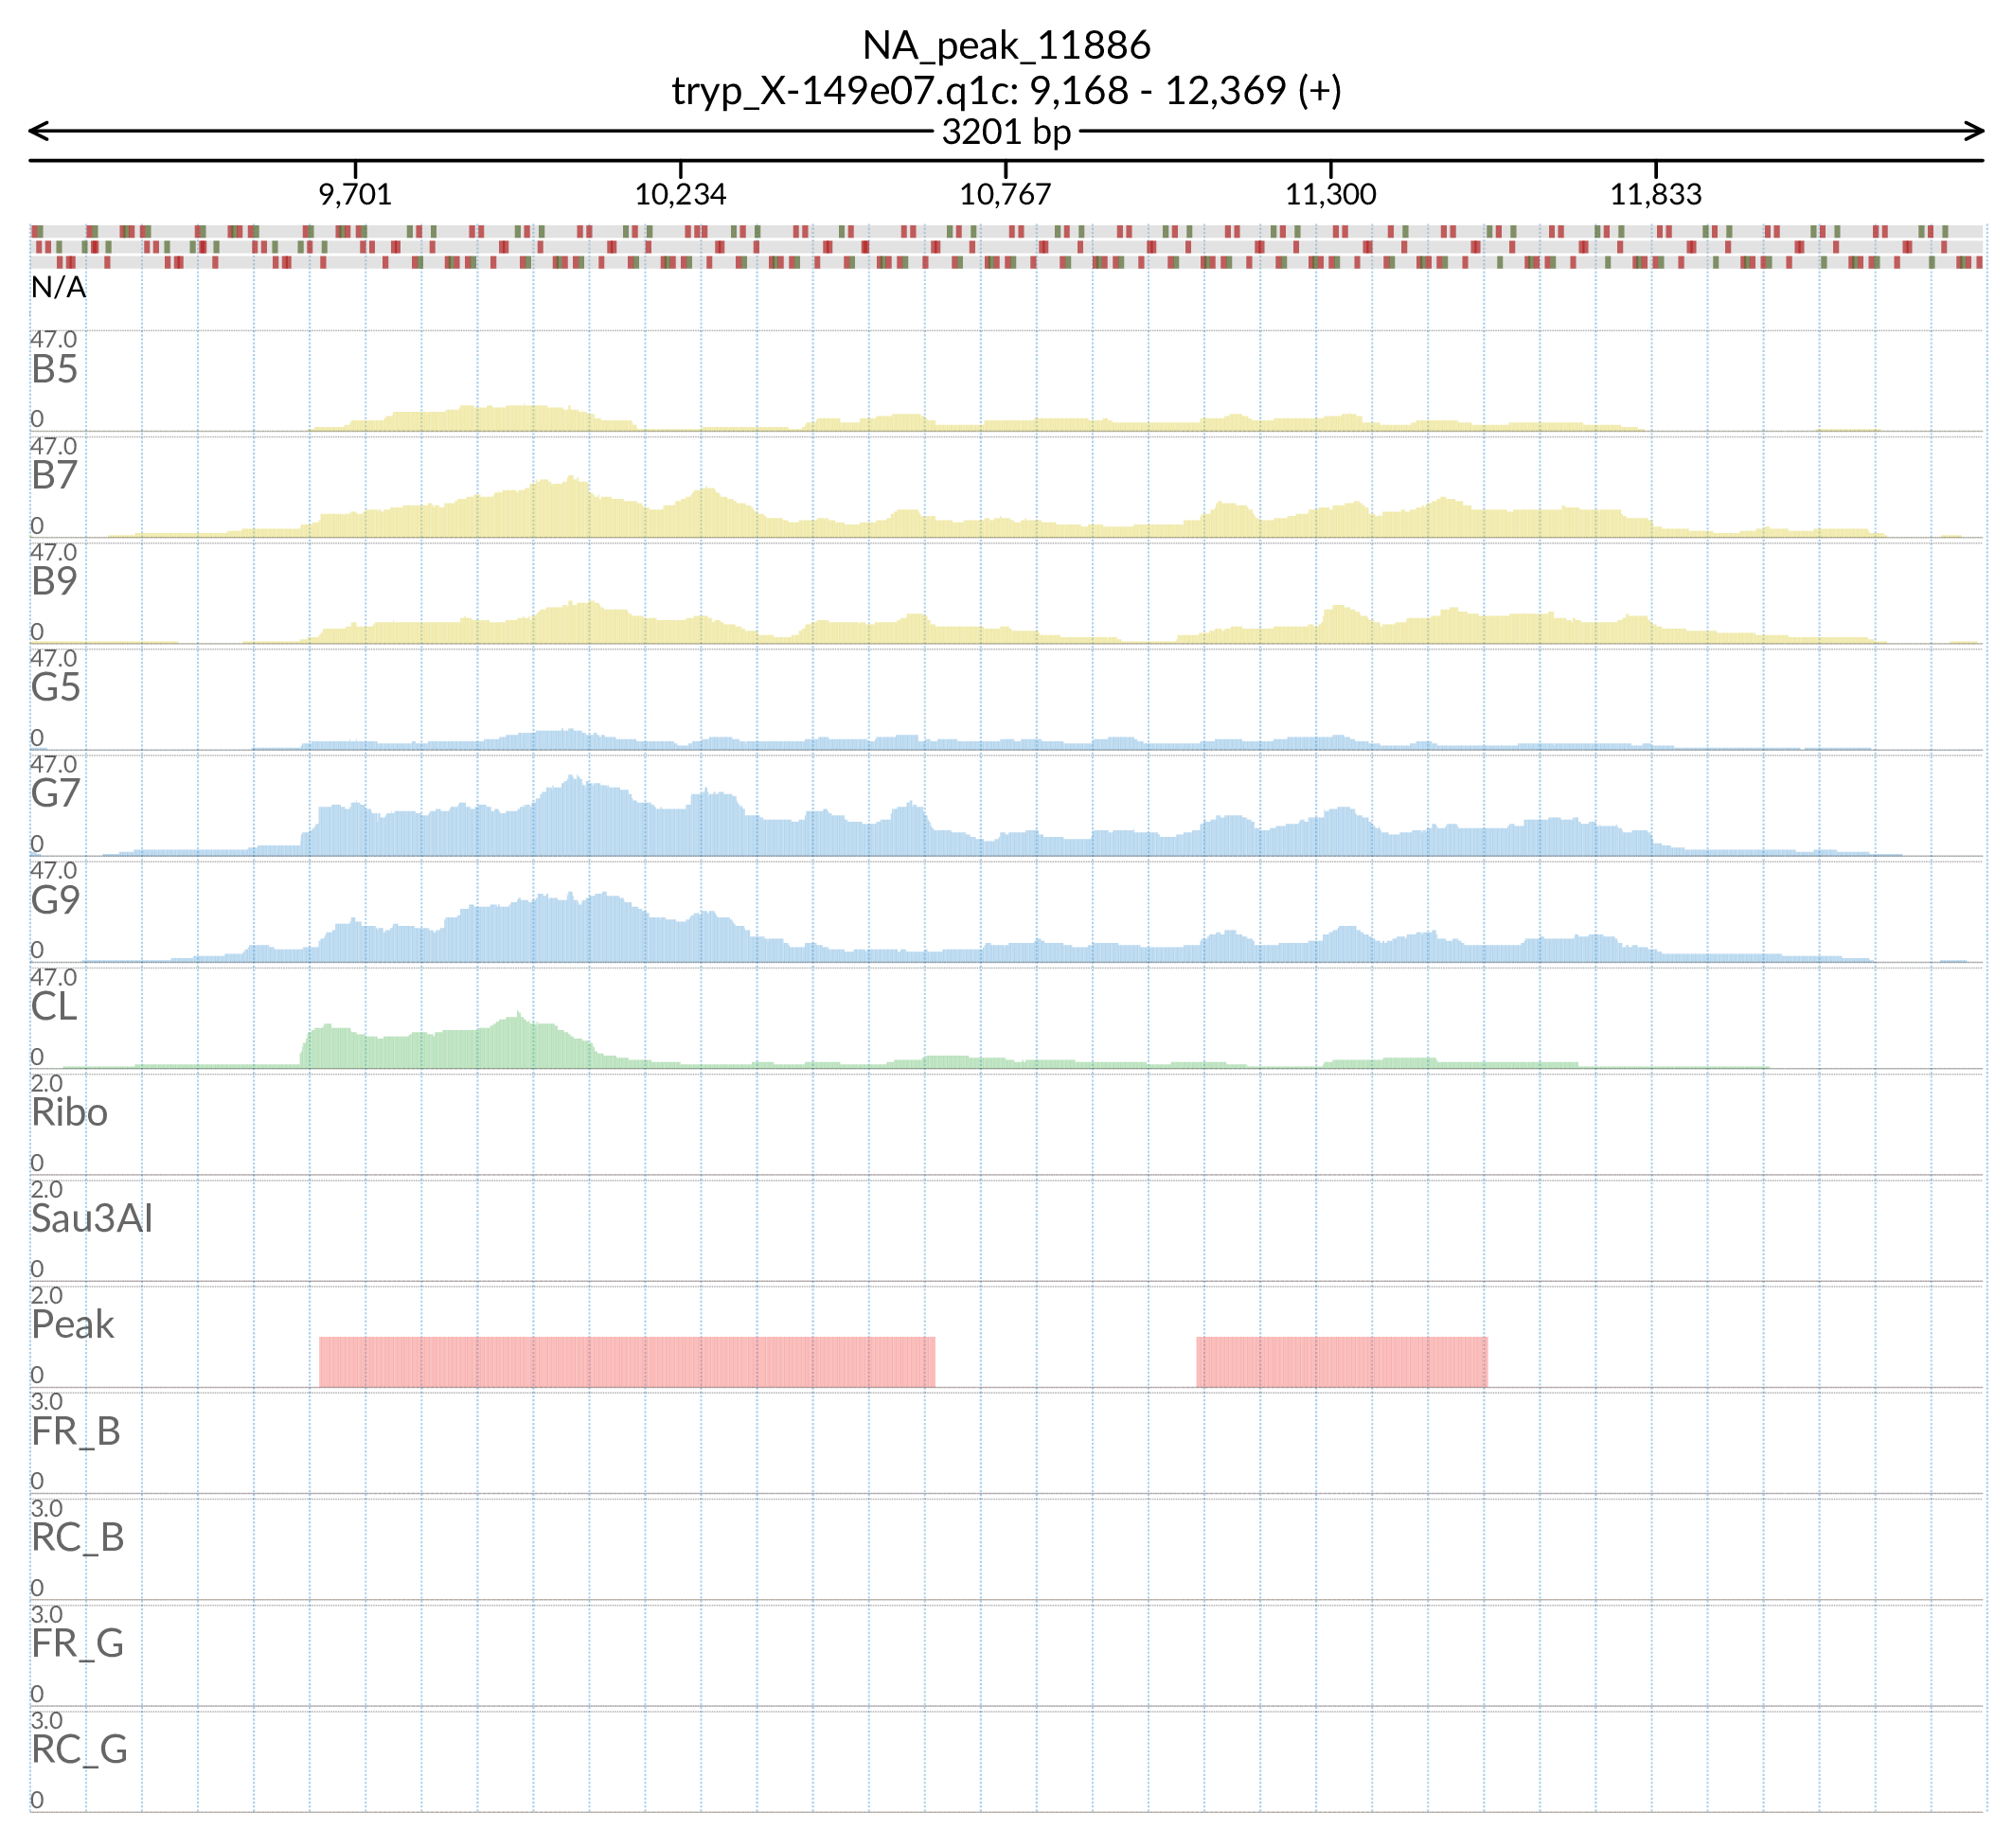 NA_peak_11886
tryp_X-149e07.q1c: 9,168 - 12,369 (+)
3201 bp
9,701 10,234 10,767 11,300 11,833
N/A
47.0
B5
0
47.0
B7
0
47.0
B9
0
47.0
G5
0
47.0
G7
0
47.0
G9
0
47.0
CL
0
2.0
Ribo
0
2.0
Sau3AI
0
2.0
Peak
0
3.0
FR_B
0
3.0
RC_B
0
3.0
FR_G
0
3.0
RC_G
0